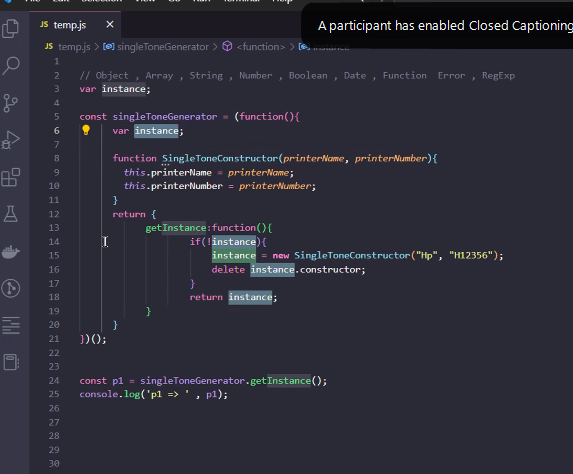 A participant has enabled Closed Captioning
JS temp.js ×
JS temp.js > singleToneGenerator > <function> > instance
1
2 // Object , Array , String , Number , Boolean , Date , Function  Error , RegExp
3 var instance;
4
5 const singleToneGenerator = (function(){
6 var instance;
7
8 function SingleToneConstructor(printerName, printerNumber){
9 this.printerName = printerName;
10 this.printerNumber = printerNumber;
11 }
12 return {
13 getInstance:function(){
14 if(!instance){
15 instance = new SingleToneConstructor("Hp", "H12356");
16 delete instance.constructor;
17 }
18 return instance;
19 }
20 }
21 })();
22
23
24 const p1 = singleToneGenerator.getInstance();
25 console.log('p1 => ' , p1);
26
27
28
29
30